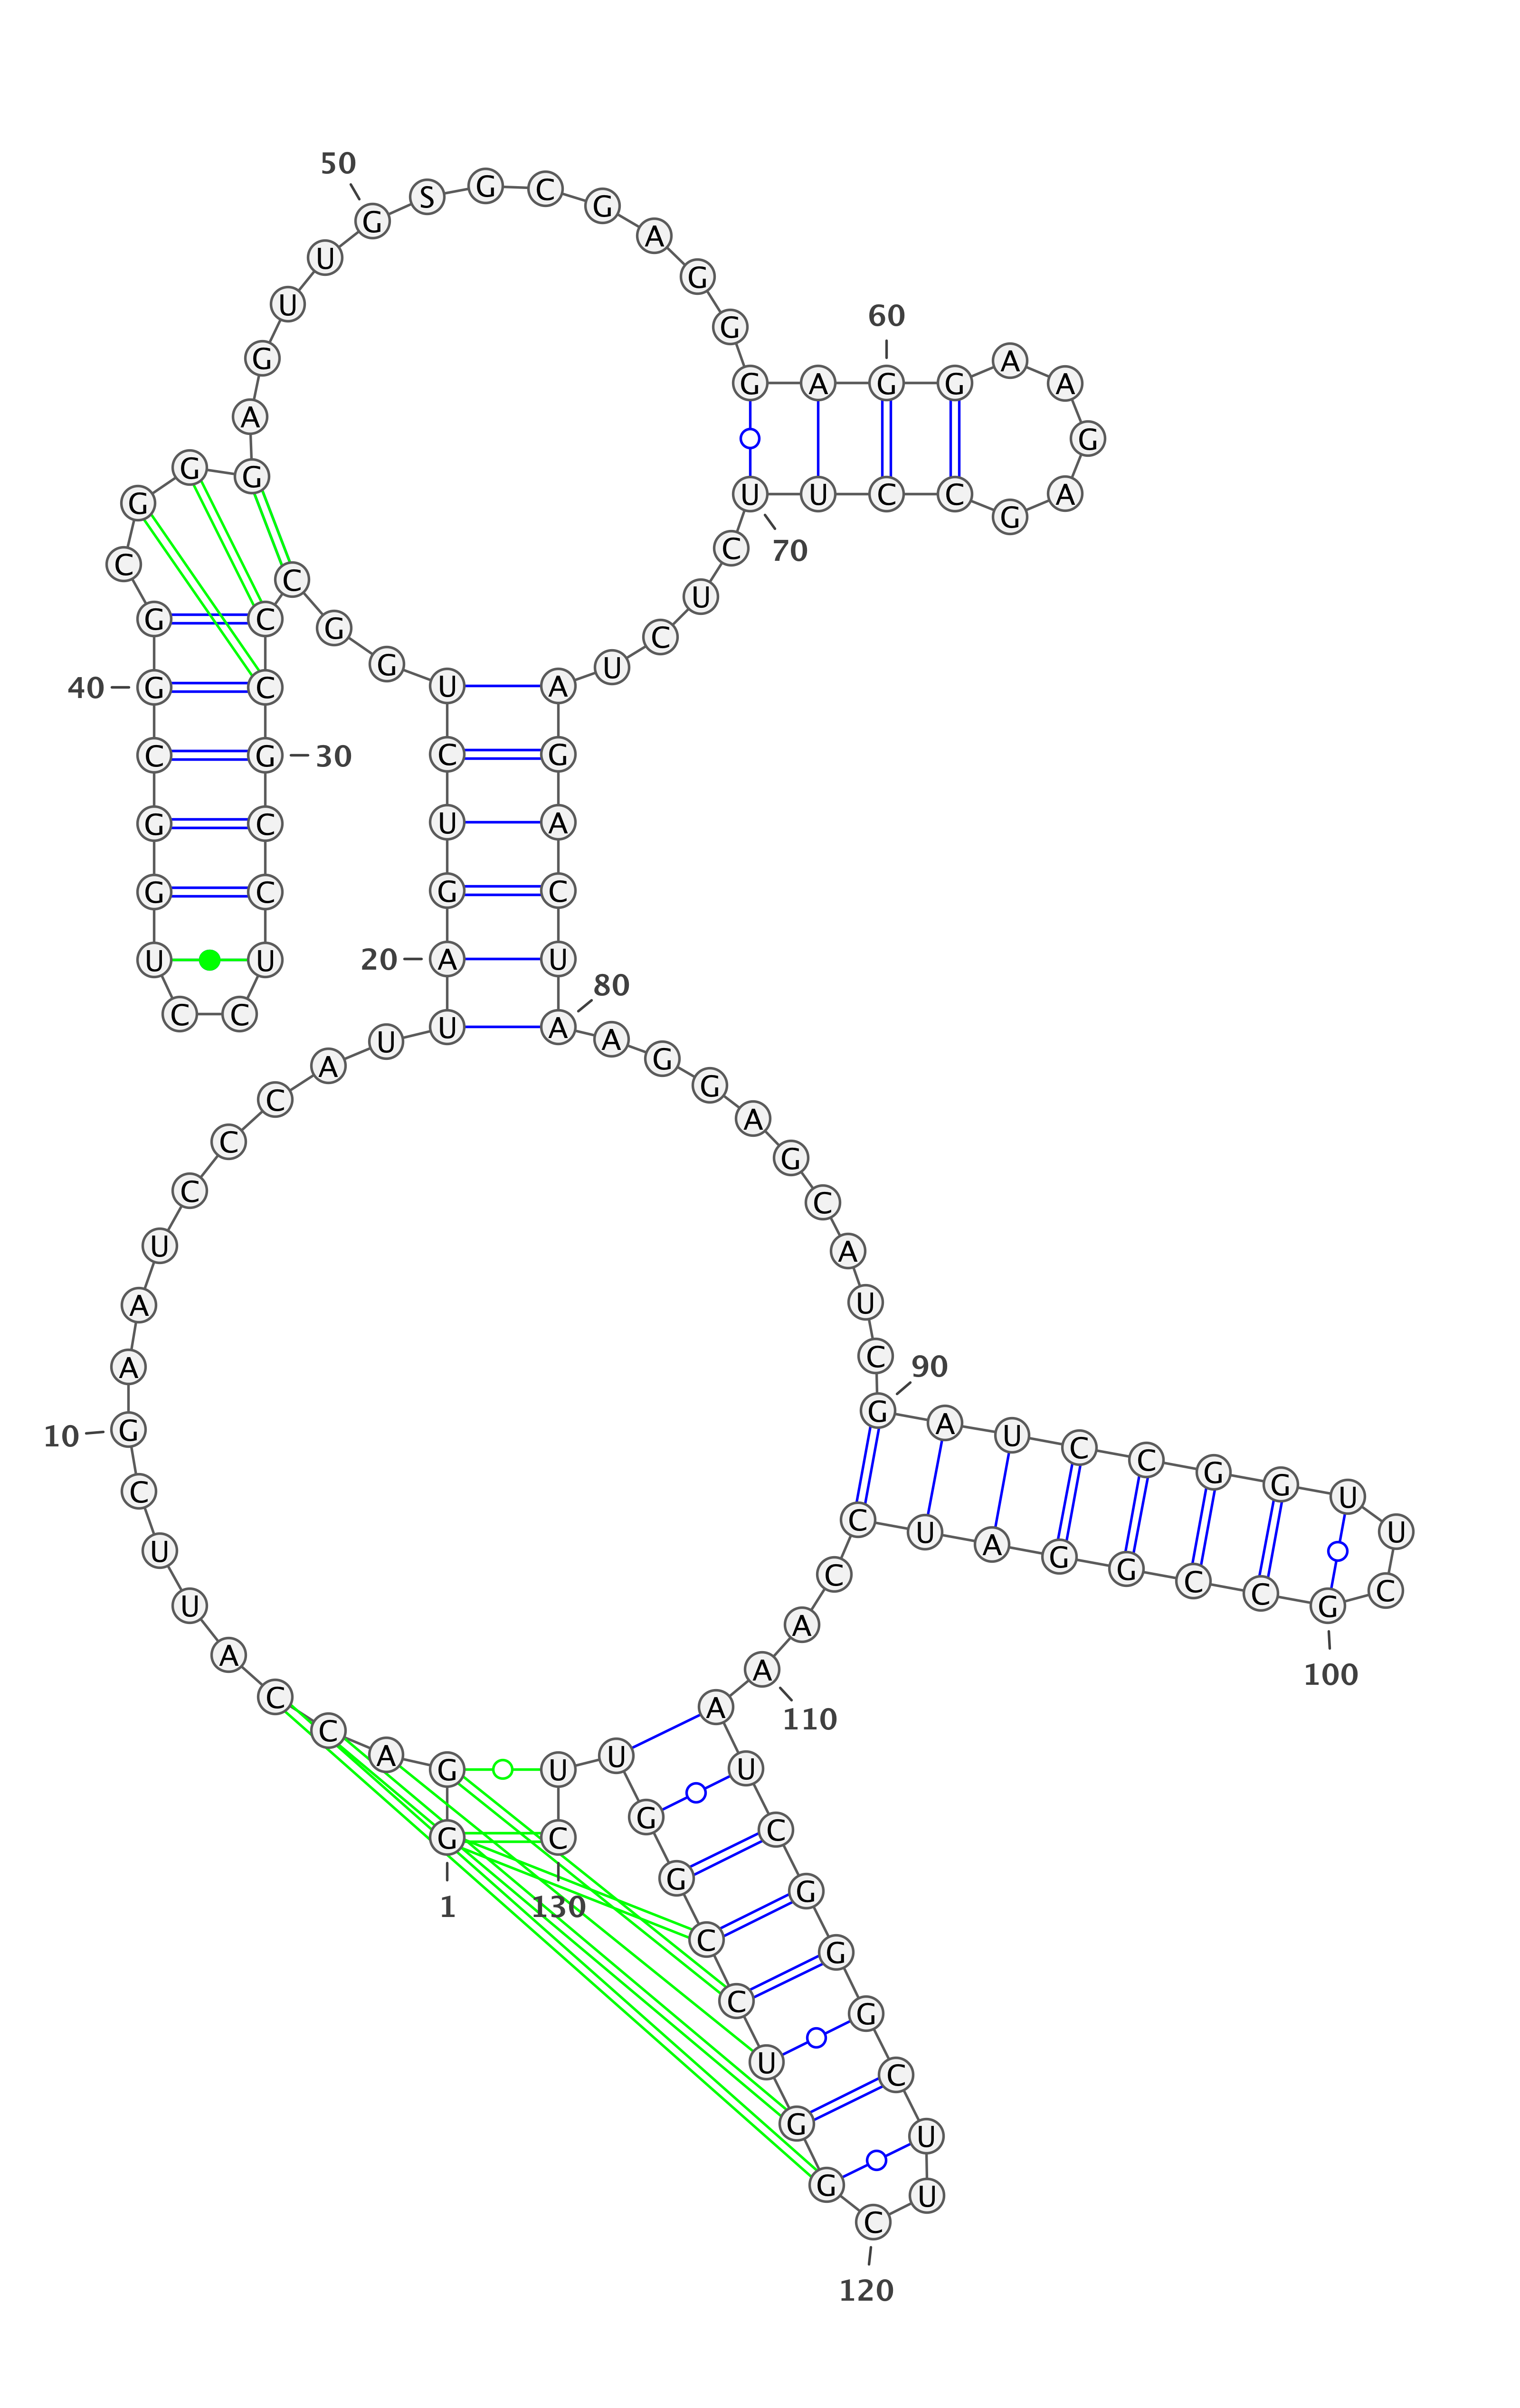 1
G G A C C A U U C
10
G A A U C C C A U U
20
A G U C U G G C C C
30
G C C U C C U G G C
40
G G C G G G A G U U
50
G S G C G A G G G A
60
G G A A G A G C C U
70
U C U C U A G A C U
80
A A G G A G C A U C
90
G A U C C G G U U C
100
G C C G G A U C C A
110
A A U C G G G C U U
120
C G G U C C G G U U
130
C